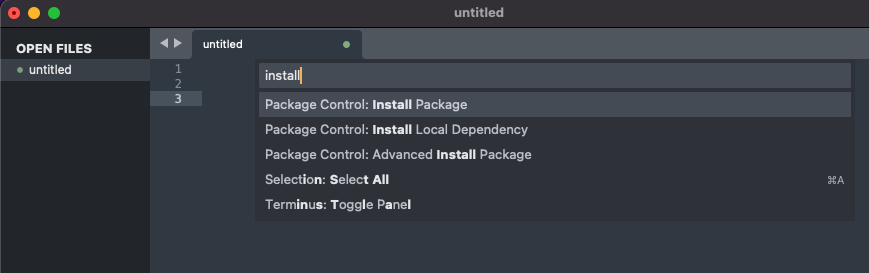 untitled
OPEN FILES
untitled
untitled
1
2
3
install
Package Control: Install Package
Package Control: Install Local Dependency
Package Control: Advanced Install Package
Selection: Select All ⌘A
Terminus: Toggle Panel